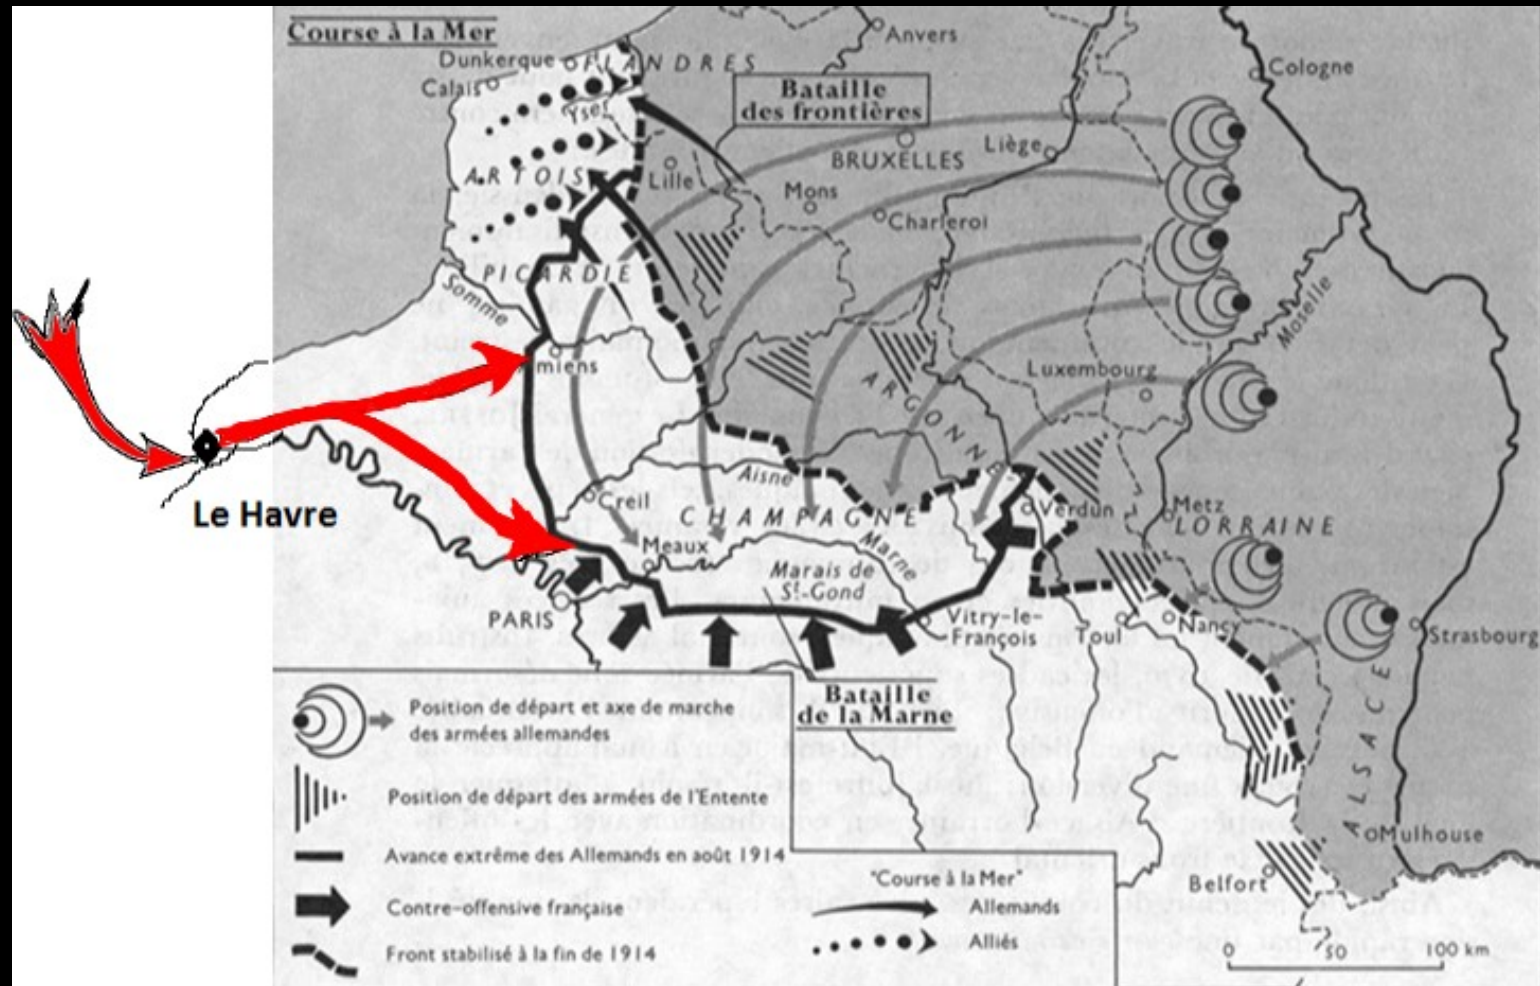 Course à la Mer
Dunkerque
FLANDRES
Anvers
Cologne
Calais
Yser
Bataille
des frontières
BRUXELLES
Liège
ARTOIS
Lille
Mons
Charleroi
PICARDIE
Somme
Moselle
Amiens
Luxembourg
ARGONNE
Le Havre
Aisne
Creil
CHAMPAGNE
Verdun
Metz
LORRAINE
Meaux
Marne
Marais de
St-Gond
PARIS
Vitry-le-
François
Toul
Nancy
Strasbourg
Bataille
de la Marne
ALSACE
Mulhouse
Belfort
Position de départ et axe de marche
des armées allemandes
Position de départ des armées de l'Entente
Avance extrême des Allemands en août 1914
Contre-offensive française
Front stabilisé à la fin de 1914
"Course à la Mer"
Allemands
Alliés
0 50 100 km